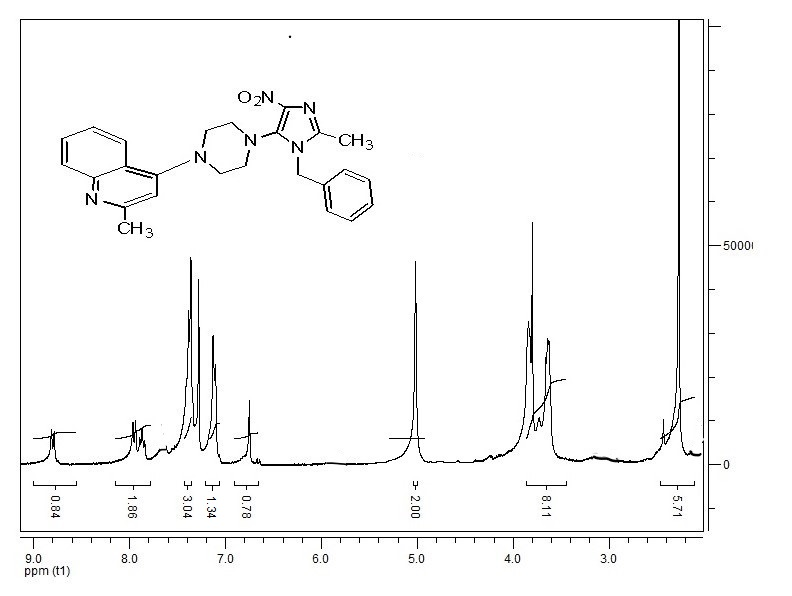 O₂N
N
N
CH₃
N
N
N
CH₃
50000
0
0.84
1.86
3.04
1.34
0.78
2.00
8.11
5.71
9.0 8.0 7.0 6.0 5.0 4.0 3.0
ppm (t1)